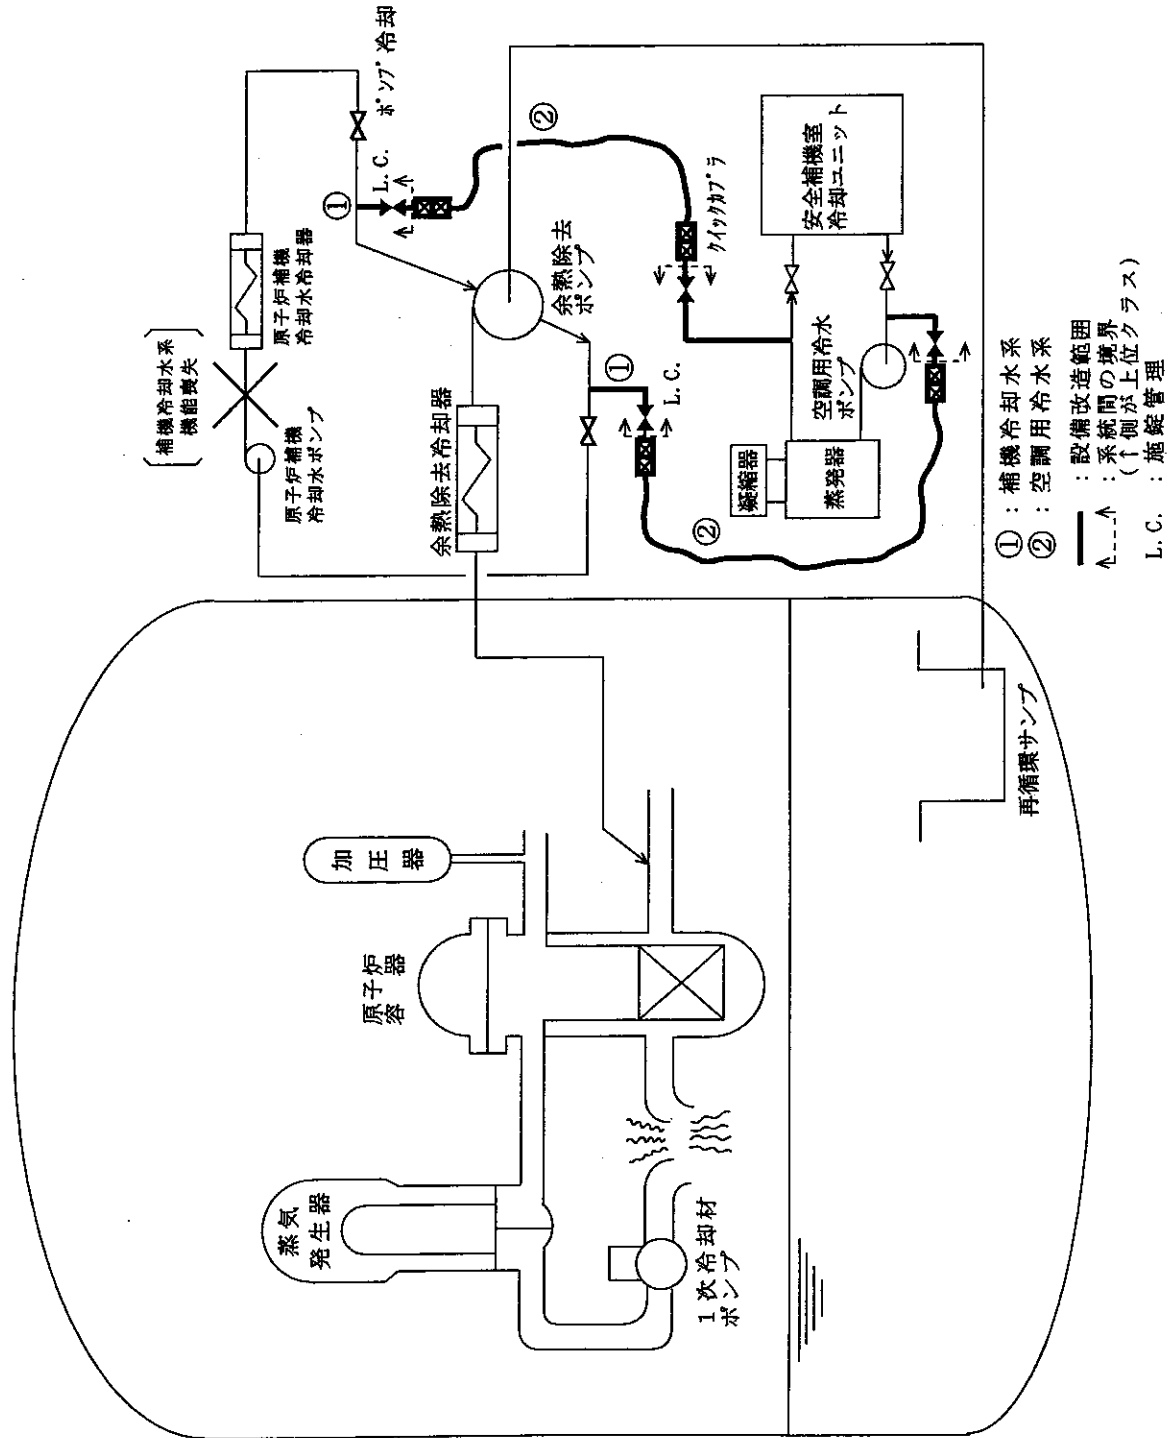 〔補機冷却水系
機能喪失〕
原子炉補機
冷却水ポンプ
原子炉補機
冷却水冷却器
ポンプ冷却
①
L.C.
②
クイックカプラ
余熱除去
ポンプ
余熱除去冷却器
①
L.C.
②
安全補機室
冷却ユニット
空調用冷水
ポンプ
凝縮器
蒸発器
加圧器
原子炉
容器
蒸気
発生器
1次冷却材
ポンプ
再循環サンプ
①:補機冷却水系
②:空調用冷水系
:設備改造範囲
:系統間の境界
(↑側が上位クラス)
L.C.:施錠管理